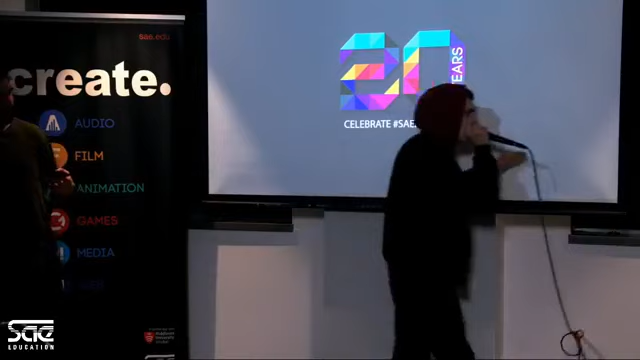 sae.edu
create.
AUDIO
FILM
ANIMATION
GAMES
MEDIA
20
YEARS
CELEBRATE #SAE
sae
EDUCATION